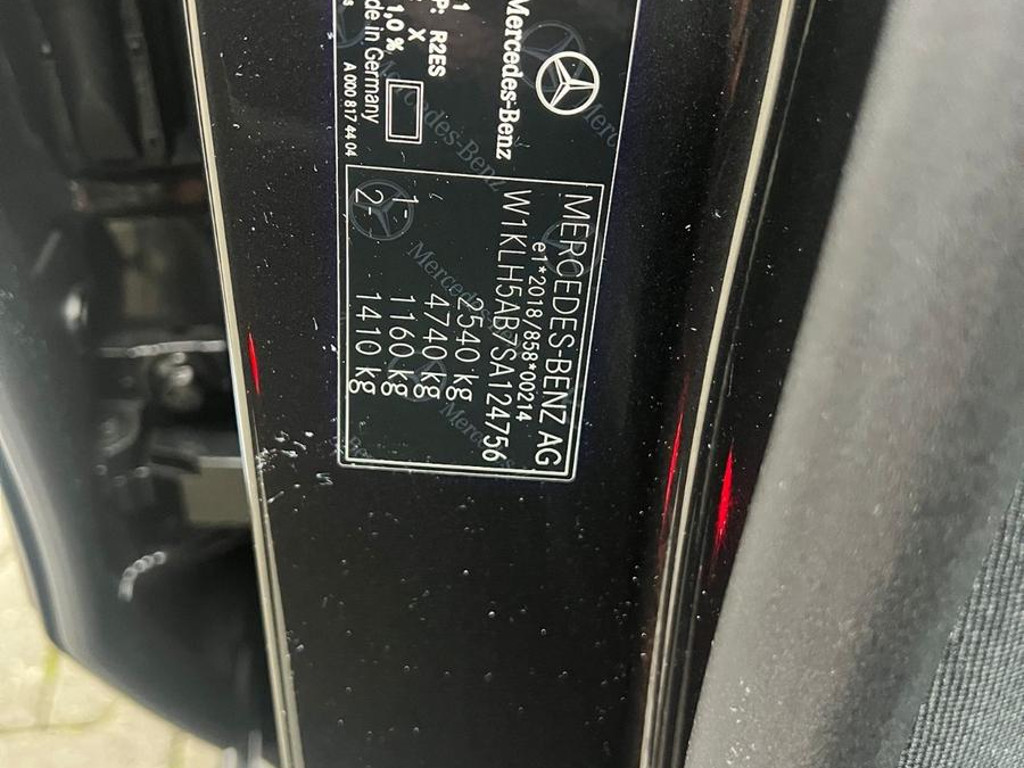 Mercedes-Benz
1
P: R2ES
X
1,0 %
de in Germany
A 000 817 44 04
MERCEDES-BENZ AG
e1*2018/858*00214
W1KLH5AB7SA124756
2540 kg
4740 kg
1- 1160 kg
2- 1410 kg